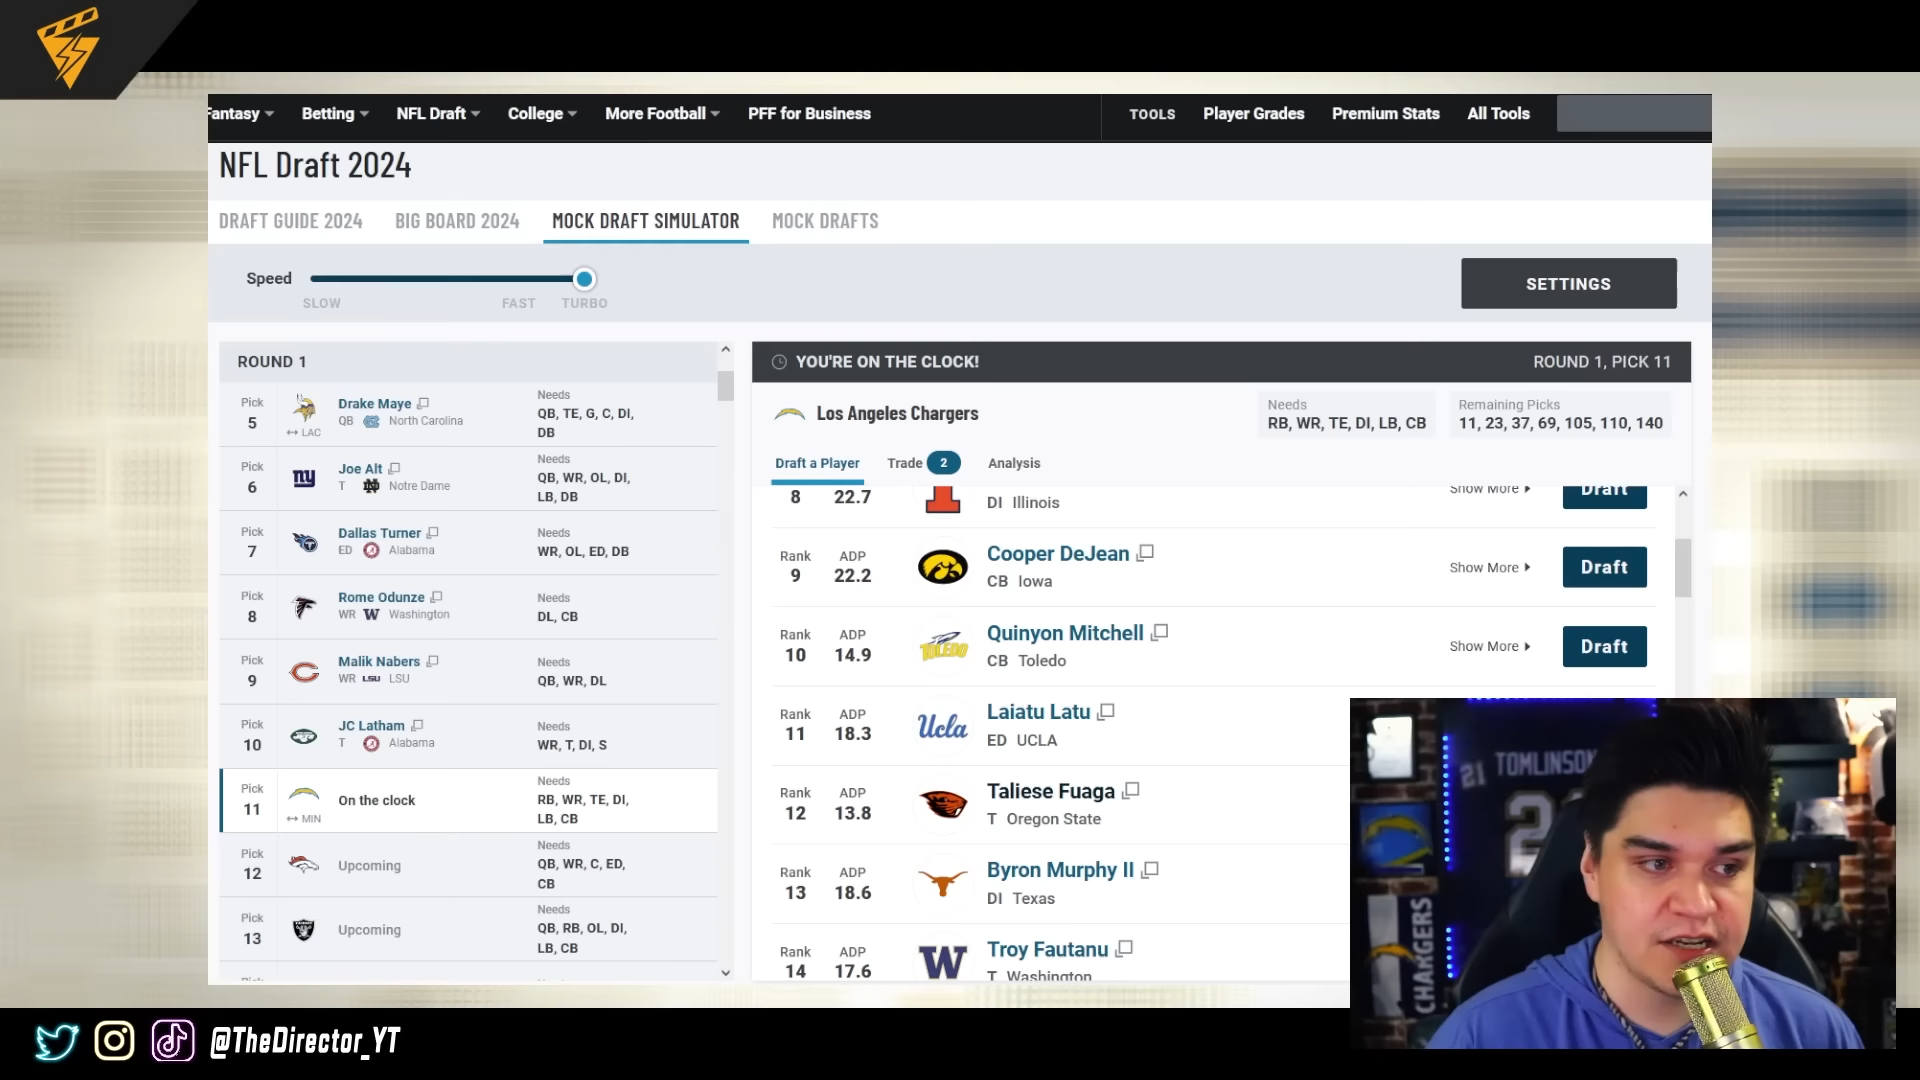 Fantasy
Betting
NFL Draft
College
More Football
PFF for Business
TOOLS
Player Grades
Premium Stats
All Tools
NFL Draft 2024
DRAFT GUIDE 2024
BIG BOARD 2024
MOCK DRAFT SIMULATOR
MOCK DRAFTS
Speed
SLOW
FAST
TURBO
SETTINGS
ROUND 1
Pick
5
LAC
Drake Maye
QB North Carolina
Needs
QB, TE, G, C, DI,
DB
Pick
6
ny
Joe Alt
T Notre Dame
Needs
QB, WR, OL, DI,
LB, DB
Pick
7
Dallas Turner
ED Alabama
Needs
WR, OL, ED, DB
Pick
8
Rome Odunze
WR W Washington
Needs
DL, CB
Pick
9
Malik Nabers
WR LSU LSU
Needs
QB, WR, DL
Pick
10
JC Latham
T Alabama
Needs
WR, T, DI, S
Pick
11
MIN
On the clock
Needs
RB, WR, TE, DI,
LB, CB
Pick
12
Upcoming
Needs
QB, WR, C, ED,
CB
Pick
13
Upcoming
Needs
QB, RB, OL, DI,
LB, CB
YOU'RE ON THE CLOCK!
ROUND 1, PICK 11
Los Angeles Chargers
Needs
RB, WR, TE, DI, LB, CB
Remaining Picks
11, 23, 37, 69, 105, 110, 140
Draft a Player
Trade 2
Analysis
8 22.7
DI Illinois
Show More
Draft
Rank ADP
9 22.2
Cooper DeJean
CB Iowa
Show More
Draft
Rank ADP
10 14.9
TOLEDO
Quinyon Mitchell
CB Toledo
Show More
Draft
Rank ADP
11 18.3
Ucla
Laiatu Latu
ED UCLA
Rank ADP
12 13.8
Taliese Fuaga
T Oregon State
Rank ADP
13 18.6
Byron Murphy II
DI Texas
Rank ADP
14 17.6
W
Troy Fautanu
T Washington
21 TOMLINSON
2
CHARGERS
@TheDirector_YT